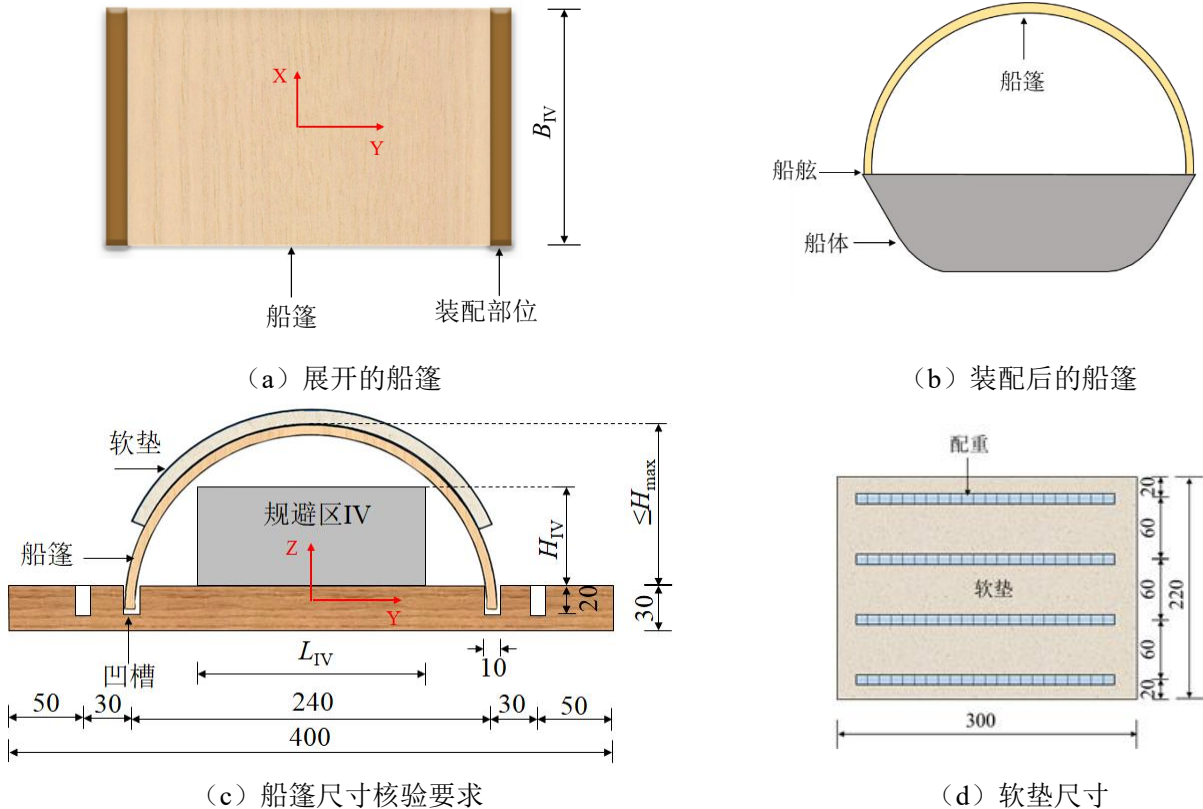 X
Y
B_IV
船篷
装配部位
（a）展开的船篷
船篷
船舷
船体
（b）装配后的船篷
软垫
规避区IV
船篷
Z
Y
H_IV
≤H_max
20
30
凹槽
L_IV
10
50
30
240
30
50
400
（c）船篷尺寸核验要求
配重
软垫
20
60
60
60
20
220
300
（d）软垫尺寸